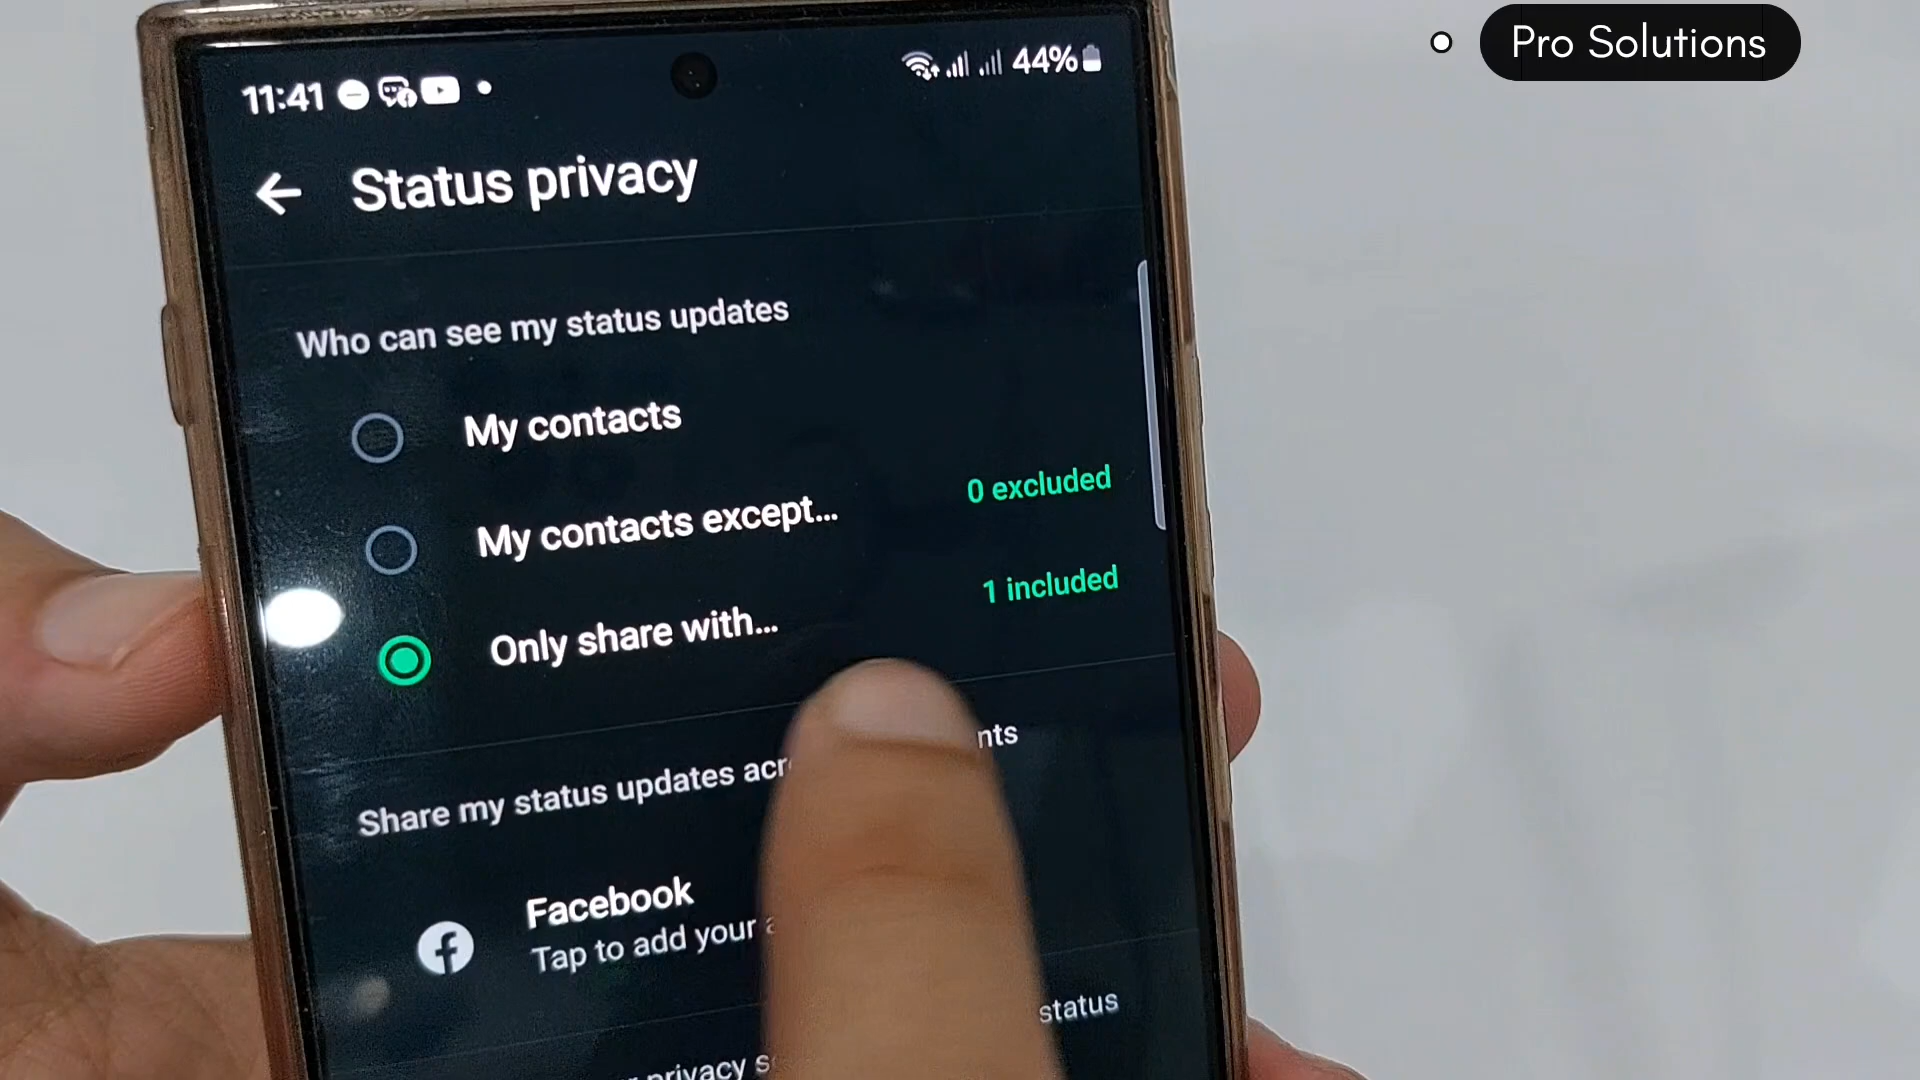 Pro Solutions
11:41 44%
Status privacy
Who can see my status updates
My contacts
My contacts except... 0 excluded
Only share with... 1 included
Share my status updates nts
Facebook
Tap to add your
status
privacy